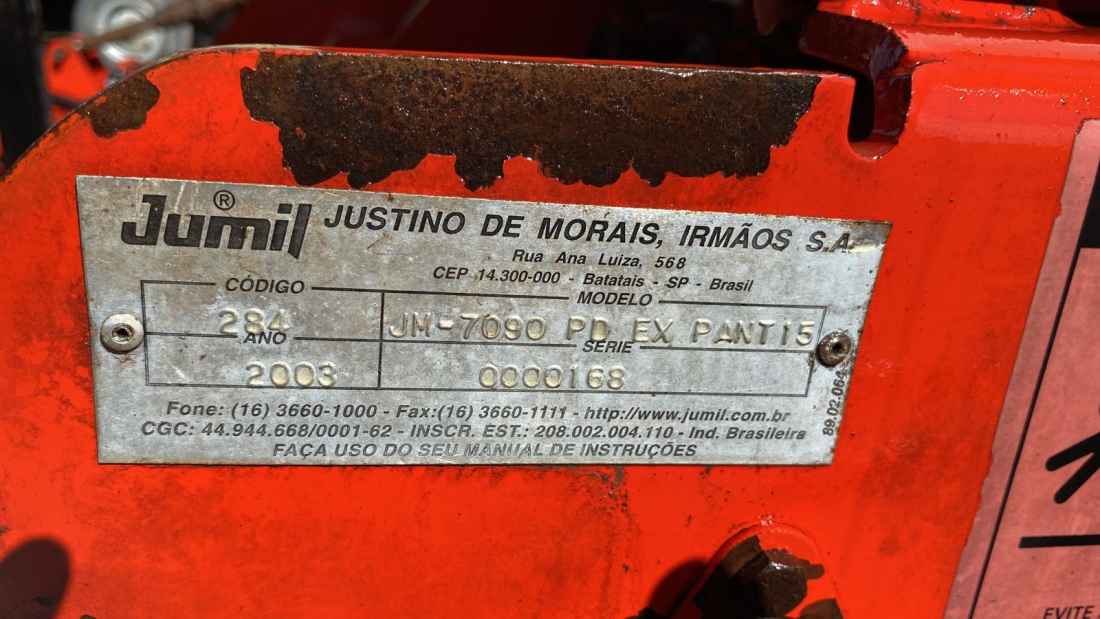 Jumil® JUSTINO DE MORAIS, IRMÃOS S.A.
Rua Ana Luiza, 568
CEP 14.300-000 - Batatais - SP - Brasil
CÓDIGO MODELO
284 JM-7090 PD EX PANT15
ANO SÉRIE
2003 0000168
Fone: (16) 3660-1000 - Fax:(16) 3660-1111 - http://www.jumil.com.br
CGC: 44.944.668/0001-62 - INSCR. EST.: 208.002.004.110 - Ind. Brasileira
FAÇA USO DO SEU MANUAL DE INSTRUÇÕES
89.02.064
EVITE